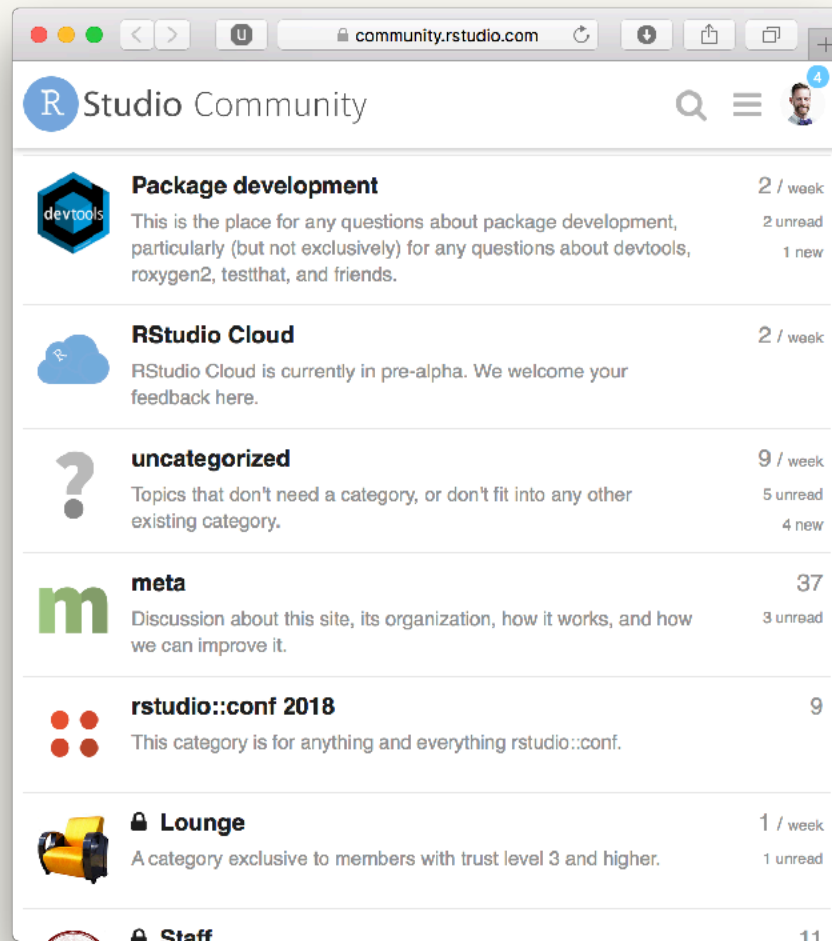 community.rstudio.com
R Studio Community
4
devtools
Package development
2 / week
This is the place for any questions about package development,
2 unread
particularly (but not exclusively) for any questions about devtools,
1 new
roxygen2, testthat, and friends.
R
RStudio Cloud
2 / week
RStudio Cloud is currently in pre-alpha. We welcome your
feedback here.
?
uncategorized
9 / week
Topics that don't need a category, or don't fit into any other
5 unread
existing category.
4 new
m
meta
37
Discussion about this site, its organization, how it works, and how
3 unread
we can improve it.
rstudio::conf 2018
9
This category is for anything and everything rstudio::conf.
Lounge
1 / week
A category exclusive to members with trust level 3 and higher.
1 unread
Staff
11